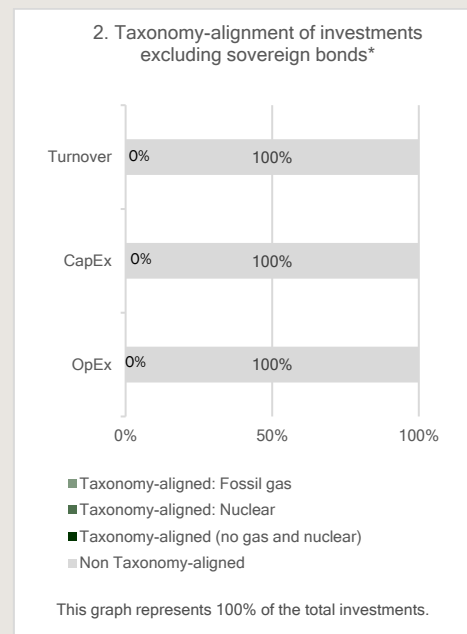 2. Taxonomy-alignment of investments
excluding sovereign bonds*
Turnover 0% 100%
CapEx 0% 100%
OpEx 0% 100%
0% 50% 100%
Taxonomy-aligned: Fossil gas
Taxonomy-aligned: Nuclear
Taxonomy-aligned (no gas and nuclear)
Non Taxonomy-aligned
This graph represents 100% of the total investments.